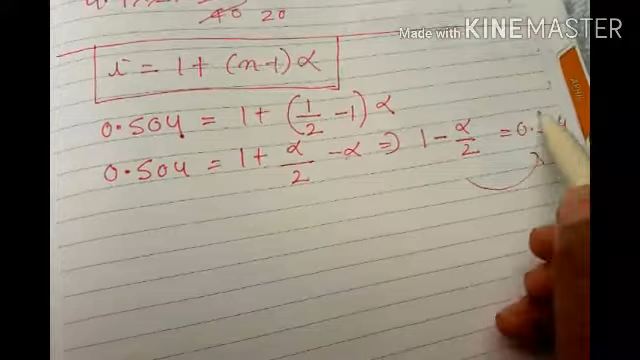 Made with KINEMASTER
40 20
i = 1 + (n-1) α
0.504 = 1 + (1/2 - 1) α
0.504 = 1 + α/2 - α ⇒ 1 - α/2 = 0.